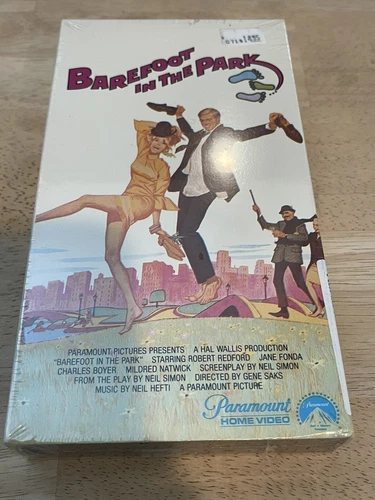 BAREFOOT
IN THE PARK
PARAMOUNT PICTURES PRESENTS A HAL WALLIS PRODUCTION
"BAREFOOT IN THE PARK" STARRING ROBERT REDFORD JANE FONDA
CHARLES BOYER MILDRED NATWICK SCREENPLAY BY NEIL SIMON
FROM THE PLAY BY NEIL SIMON DIRECTED BY GENE SAKS
MUSIC BY NEIL HEFTI A PARAMOUNT PICTURE
Paramount
HOME VIDEO
Paramount